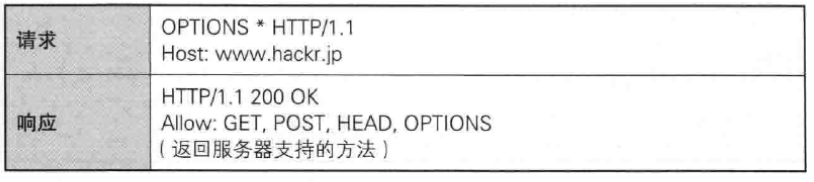 请求
OPTIONS * HTTP/1.1
Host: www.hackr.jp
响应
HTTP/1.1 200 OK
Allow: GET, POST, HEAD, OPTIONS
(返回服务器支持的方法)